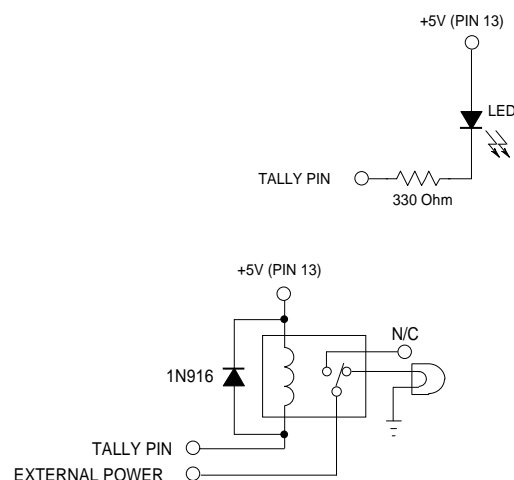 +5V (PIN 13)
LED
TALLY PIN
330 Ohm
+5V (PIN 13)
N/C
1N916
TALLY PIN
EXTERNAL POWER